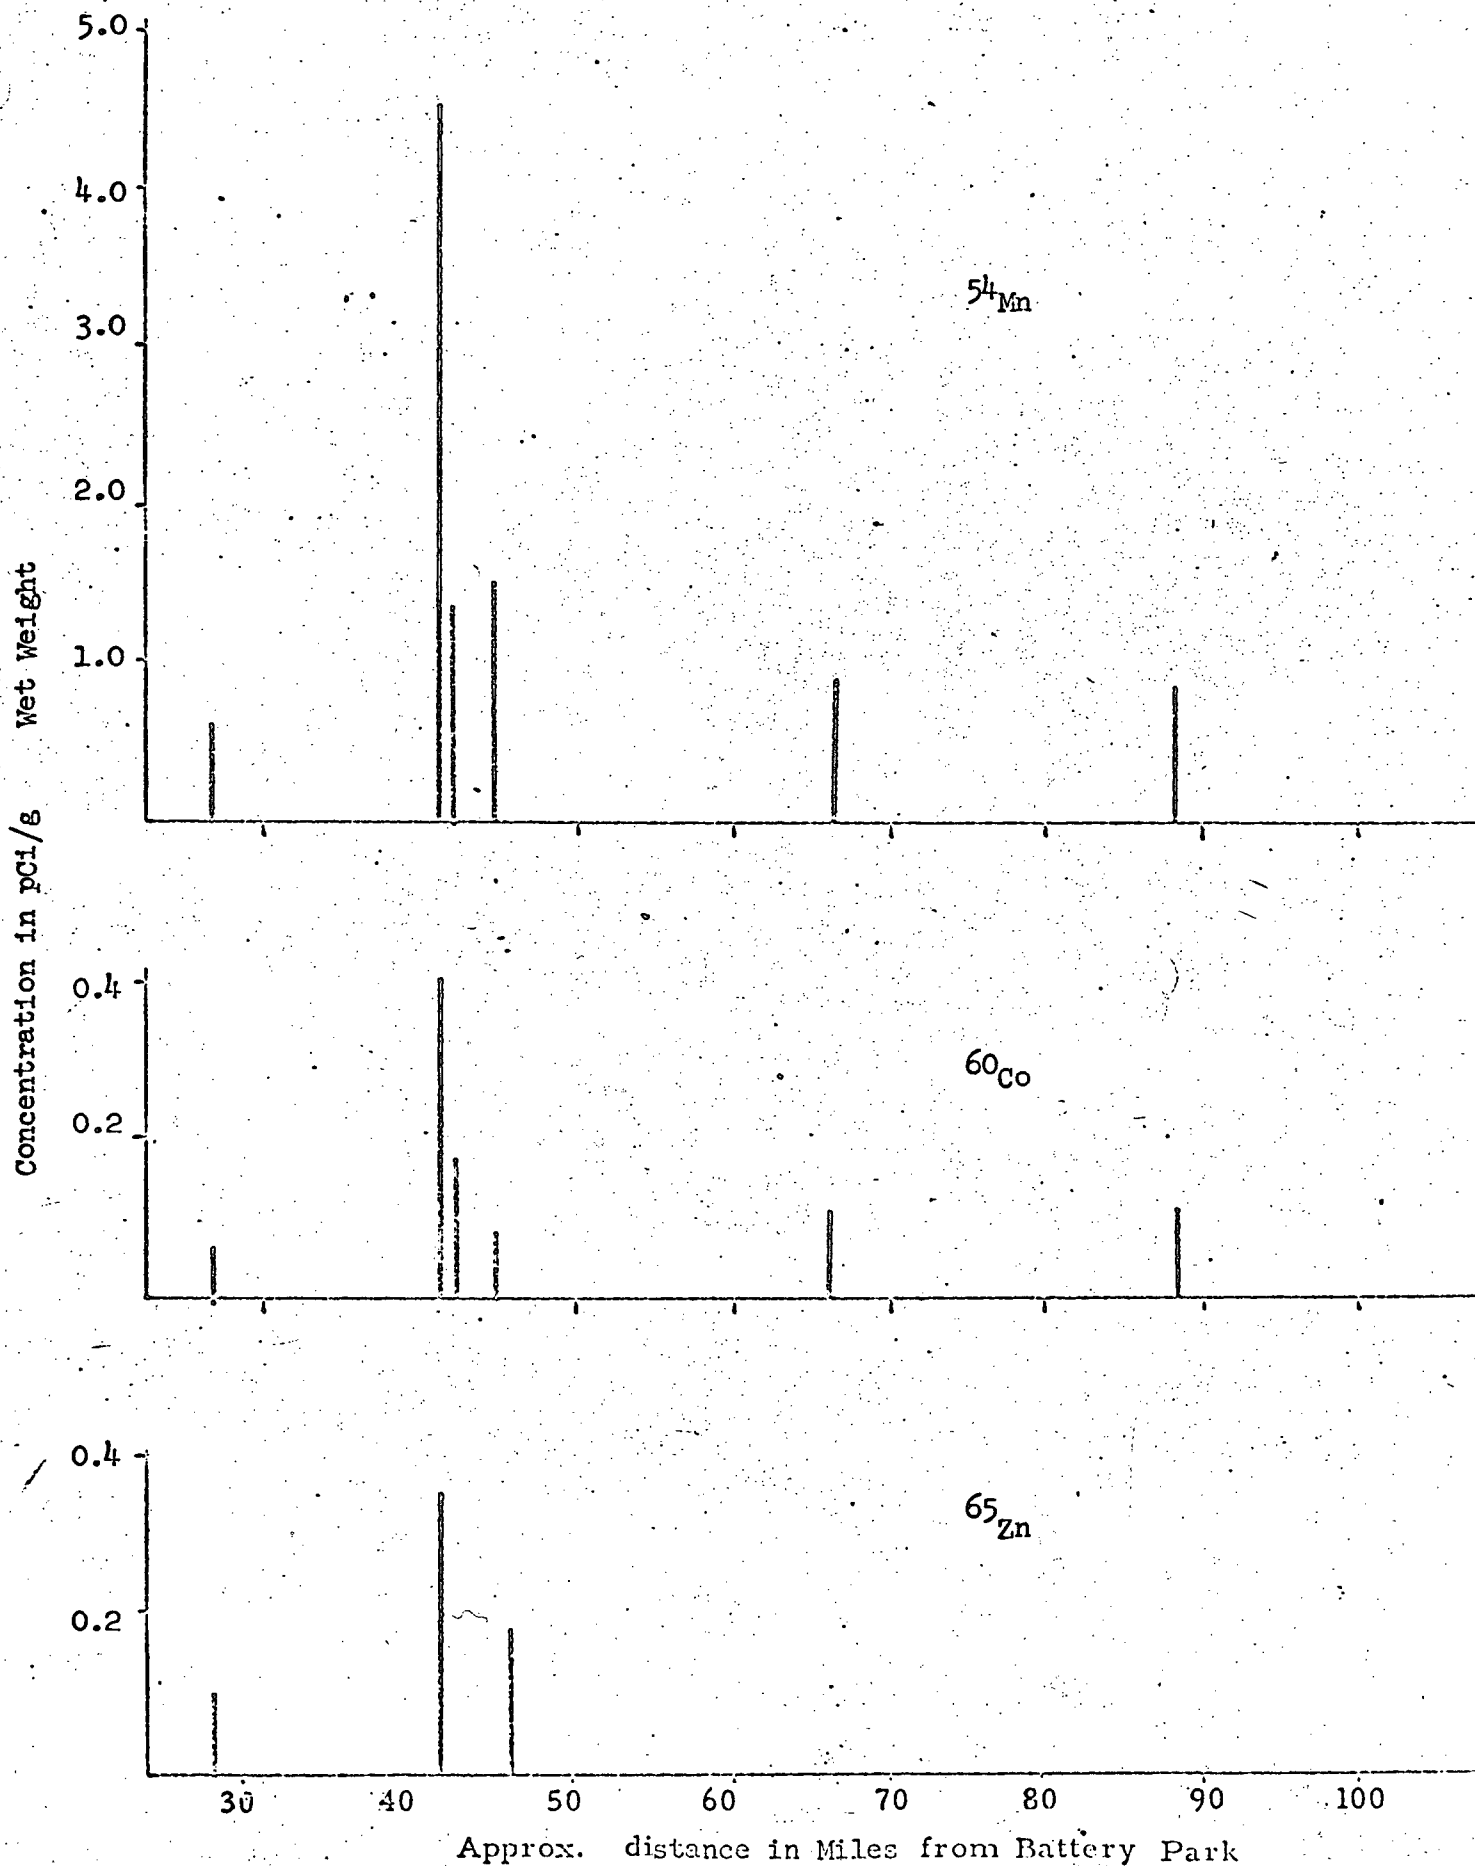 5.0
4.0
3.0
2.0
1.0
54Mn
Concentration in pCi/g Wet Weight
0.4
0.2
60Co
0.4
0.2
65Zn
30 40 50 60 70 80 90 100
Approx. distance in Miles from Battery Park